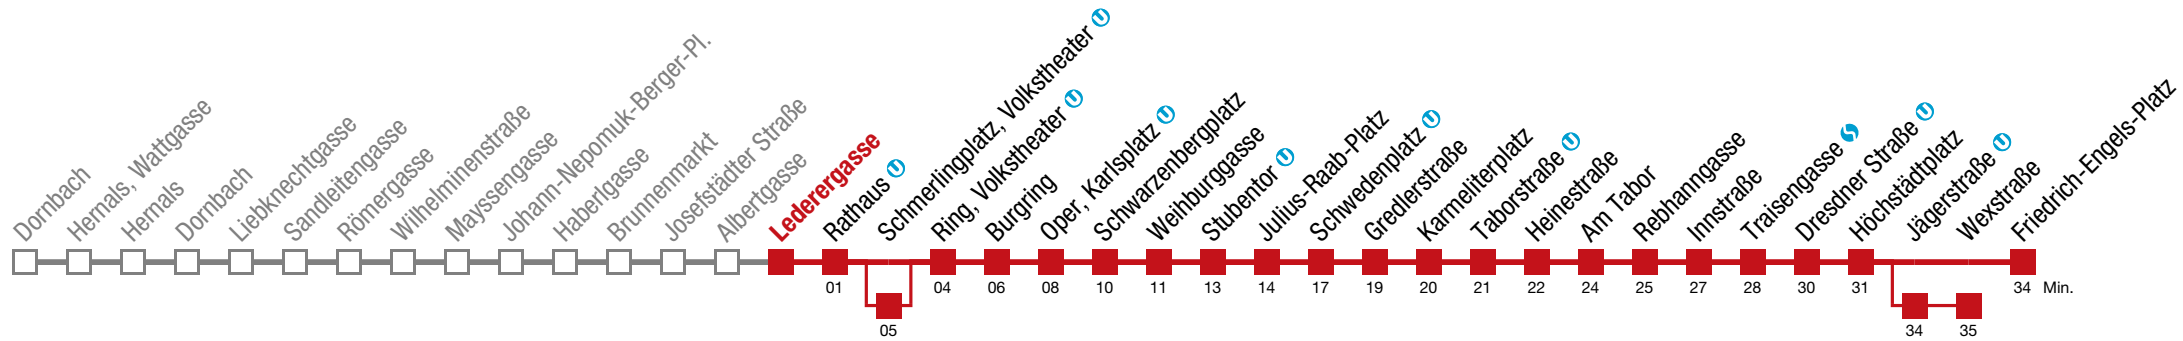 Dornbach
Hernals, Wattgasse
Hernals
Dornbach
Liebknechtgasse
Sandleitengasse
Römergasse
Wilhelminenstraße
Mayssengasse
Johann-Nepomuk-Berger-Pl.
Haberlgasse
Brunnenmarkt
Josefstädter Straße
Albertgasse
Lederergasse
Rathaus U
Schmerlingplatz, Volkstheater U
Ring, Volkstheater U
Burgring
Oper, Karlsplatz U
Schwarzenbergplatz
Weihburggasse
Stubentor U
Julius-Raab-Platz
Schwedenplatz U
Gredlerstraße
Karmeliterplatz
Taborstraße U
Heinestraße
Am Tabor
Rebhanngasse
Innstraße
Traisengasse S
Dresdner Straße U
Höchstädtplatz
Jägerstraße U
Wexstraße
Friedrich-Engels-Platz
01 04 06 08 10 11 13 14 17 19 20 21 22 24 25 27 28 30 31 34 Min.
05 34 35